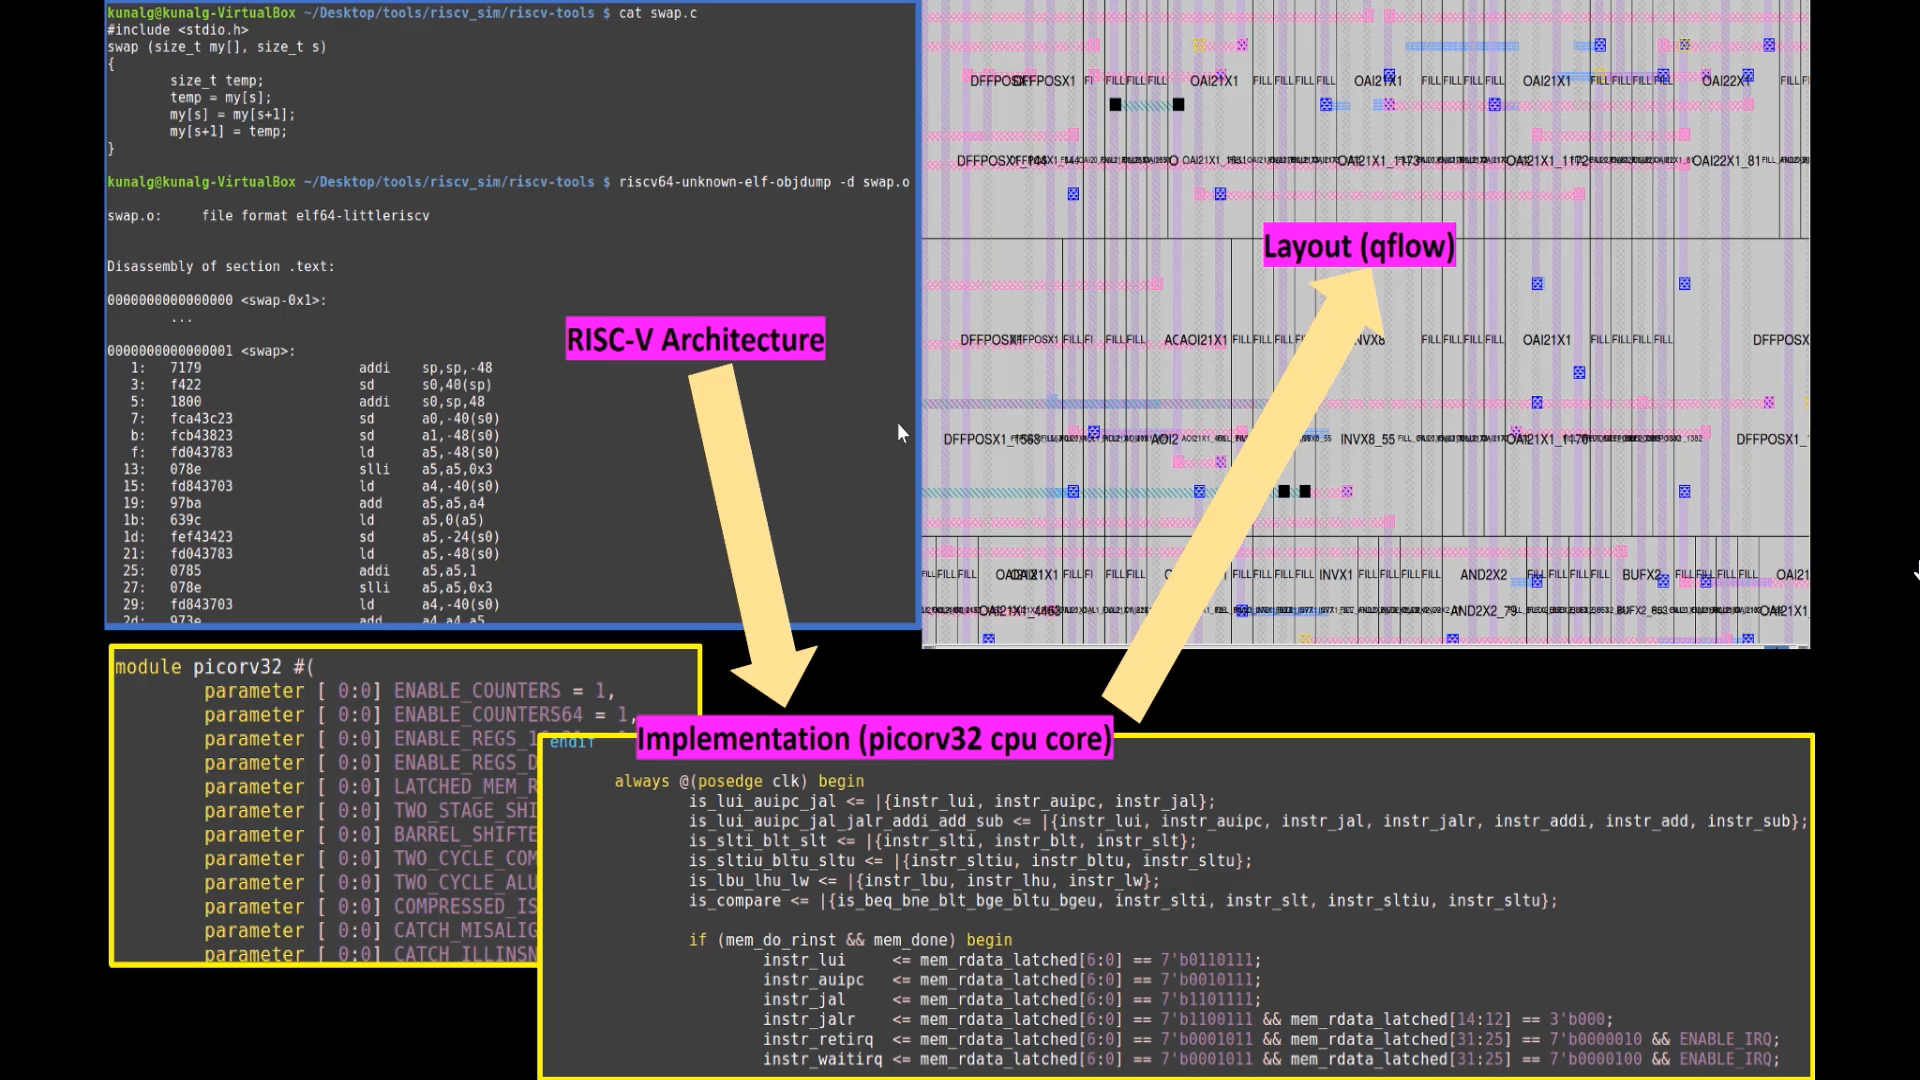 kunalg@kunalg-VirtualBox ~/Desktop/tools/riscv_sim/riscv-tools $ cat swap.c
#include <stdio.h>
swap (size_t my[], size_t s)
{
size_t temp;
temp = my[s];
my[s] = my[s+1];
my[s+1] = temp;
}
kunalg@kunalg-VirtualBox ~/Desktop/tools/riscv_sim/riscv-tools $ riscv64-unknown-elf-objdump -d swap.o
swap.o:     file format elf64-littleriscv
Disassembly of section .text:
0000000000000000 <swap-0x1>:
...
0000000000000001 <swap>:
1: 7179 addi sp,sp,-48
3: f422 sd s0,40(sp)
5: 1800 addi s0,sp,48
7: fca43c23 sd a0,-40(s0)
b: fcb43823 sd a1,-48(s0)
f: fd043783 ld a5,-48(s0)
13: 078e slli a5,a5,0x3
15: fd843703 ld a4,-40(s0)
19: 97ba add a5,a5,a4
1b: 639c ld a5,0(a5)
1d: fef43423 sd a5,-24(s0)
21: fd043783 ld a5,-48(s0)
25: 0785 addi a5,a5,1
27: 078e slli a5,a5,0x3
29: fd843703 ld a4,-40(s0)
2d: 973e add a4,a4,a5
RISC-V Architecture
Layout (qflow)
DFFPOSX1 FI FILL FILL FILL OAI21X1 FILL FILL FILL FILL OAI21X1 FILL FILL FILL FILL OAI21X1 FILL FILL FILL FILL OAI22X1 FILL
OAI21X1_1172 OAI22X1_81
DFFPOSX1 FILL FI FILL FILL FILL FILL FILL FILL FILL FILL OAI21X1 FILL FILL FILL FILL DFFPOSX
DFFPOSX1_1563 AOI2 INVX8_55 DFFPOSX1_
FILL FILL FILL FI FILL FILL FILL FILL FILL FILL INVX1 FILL FILL FILL FILL AND2X2 FILL FILL FILL FILL BUFX2 FILL FILL FILL FILL OAI21
AND2X2_79 OAI21X1_
module picorv32 #(
parameter [ 0:0] ENABLE_COUNTERS = 1,
parameter [ 0:0] ENABLE_COUNTERS64 = 1,
parameter [ 0:0] ENABLE_REGS_1
parameter [ 0:0] ENABLE_REGS_D
parameter [ 0:0] LATCHED_MEM_R
parameter [ 0:0] TWO_STAGE_SHI
parameter [ 0:0] BARREL_SHIFTE
parameter [ 0:0] TWO_CYCLE_COM
parameter [ 0:0] TWO_CYCLE_ALU
parameter [ 0:0] COMPRESSED_IS
parameter [ 0:0] CATCH_MISALIG
parameter [ 0:0] CATCH_ILLINSN
Implementation (picorv32 cpu core)
endif
always @(posedge clk) begin
is_lui_auipc_jal <= |{instr_lui, instr_auipc, instr_jal};
is_lui_auipc_jal_jalr_addi_add_sub <= |{instr_lui, instr_auipc, instr_jal, instr_jalr, instr_addi, instr_add, instr_sub};
is_slti_blt_slt <= |{instr_slti, instr_blt, instr_slt};
is_sltiu_bltu_sltu <= |{instr_sltiu, instr_bltu, instr_sltu};
is_lbu_lhu_lw <= |{instr_lbu, instr_lhu, instr_lw};
is_compare <= |{is_beq_bne_blt_bge_bltu_bgeu, instr_slti, instr_slt, instr_sltiu, instr_sltu};
if (mem_do_rinst && mem_done) begin
instr_lui <= mem_rdata_latched[6:0] == 7'b0110111;
instr_auipc <= mem_rdata_latched[6:0] == 7'b0010111;
instr_jal <= mem_rdata_latched[6:0] == 7'b1101111;
instr_jalr <= mem_rdata_latched[6:0] == 7'b1100111 && mem_rdata_latched[14:12] == 3'b000;
instr_retirq <= mem_rdata_latched[6:0] == 7'b0001011 && mem_rdata_latched[31:25] == 7'b0000010 && ENABLE_IRQ;
instr_waitirq <= mem_rdata_latched[6:0] == 7'b0001011 && mem_rdata_latched[31:25] == 7'b0000100 && ENABLE_IRQ;